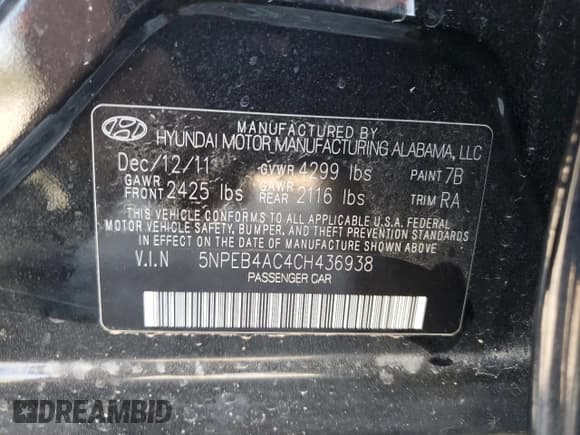 MANUFACTURED BY
HYUNDAI MOTOR MANUFACTURING ALABAMA, LLC
Dec/12/11 GVWR 4299 lbs PAINT 7B
GAWR FRONT 2425 lbs GAWR REAR 2116 lbs TRIM RA
THIS VEHICLE CONFORMS TO ALL APPLICABLE U.S.A. FEDERAL
MOTOR VEHICLE SAFETY, BUMPER, AND THEFT PREVENTION STANDARDS
IN EFFECT ON THE DATE OF MANUFACTURE SHOWN ABOVE
V.I.N 5NPEB4AC4CH436938
PASSENGER CAR
DREAMBID